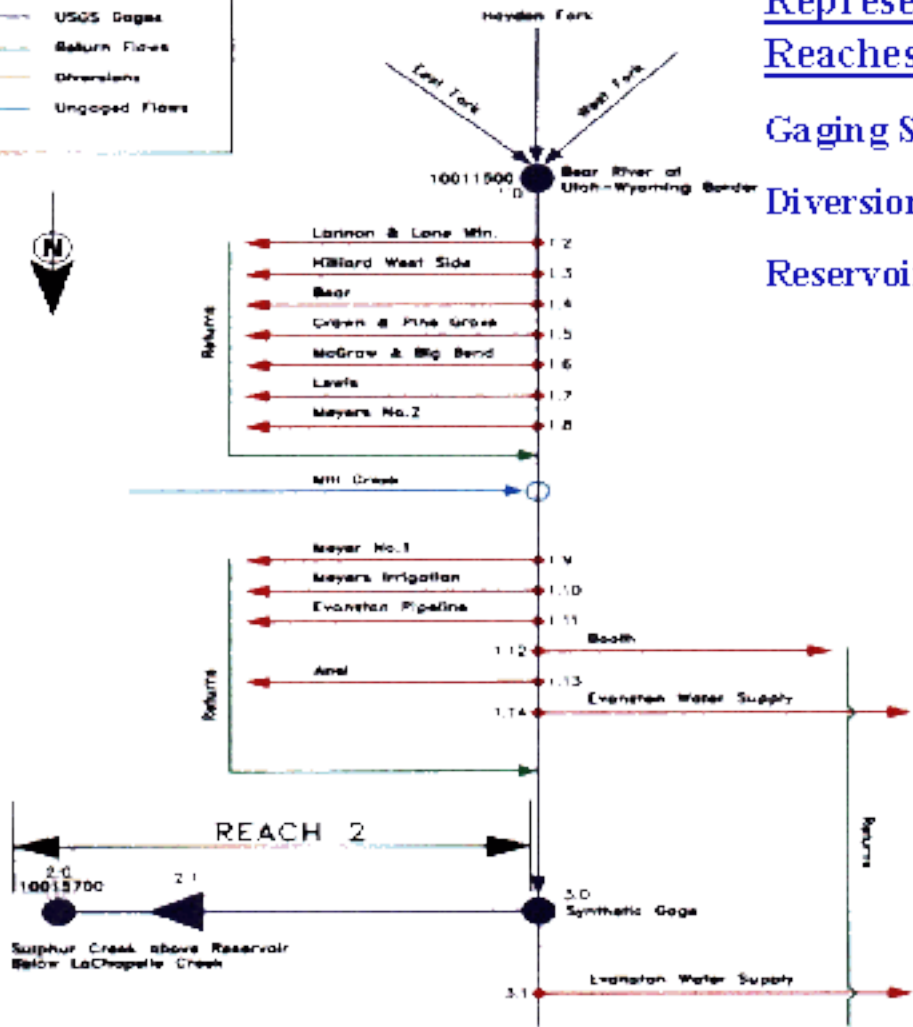 USGS Gages
Return Flows
Diversions
Ungaged Flows
Hayden Fork
East Fork
West Fork
Reaches
Gaging S
Diversion
Reservoi
N
10011500
1.0
Bear River at
Utah-Wyoming Border
Lannon & Lone Mtn.
1.2
Hilliard West Side
1.3
Bear
1.4
Crown & Pine Grove
1.5
McGraw & Big Bend
1.6
Lewis
1.7
Meyers No.2
1.8
Returns
Mill Creek
Meyer No.1
1.9
Meyers Irrigation
1.10
Evanston Pipeline
1.11
1.12
Booth
Anel
1.13
1.14
Evanston Water Supply
Returns
Returns
REACH 2
2.0
10015700
2.1
3.0
Synthetic Gage
Sulphur Creek above Reservoir
Below LaChapelle Creek
3.1
Evanston Water Supply